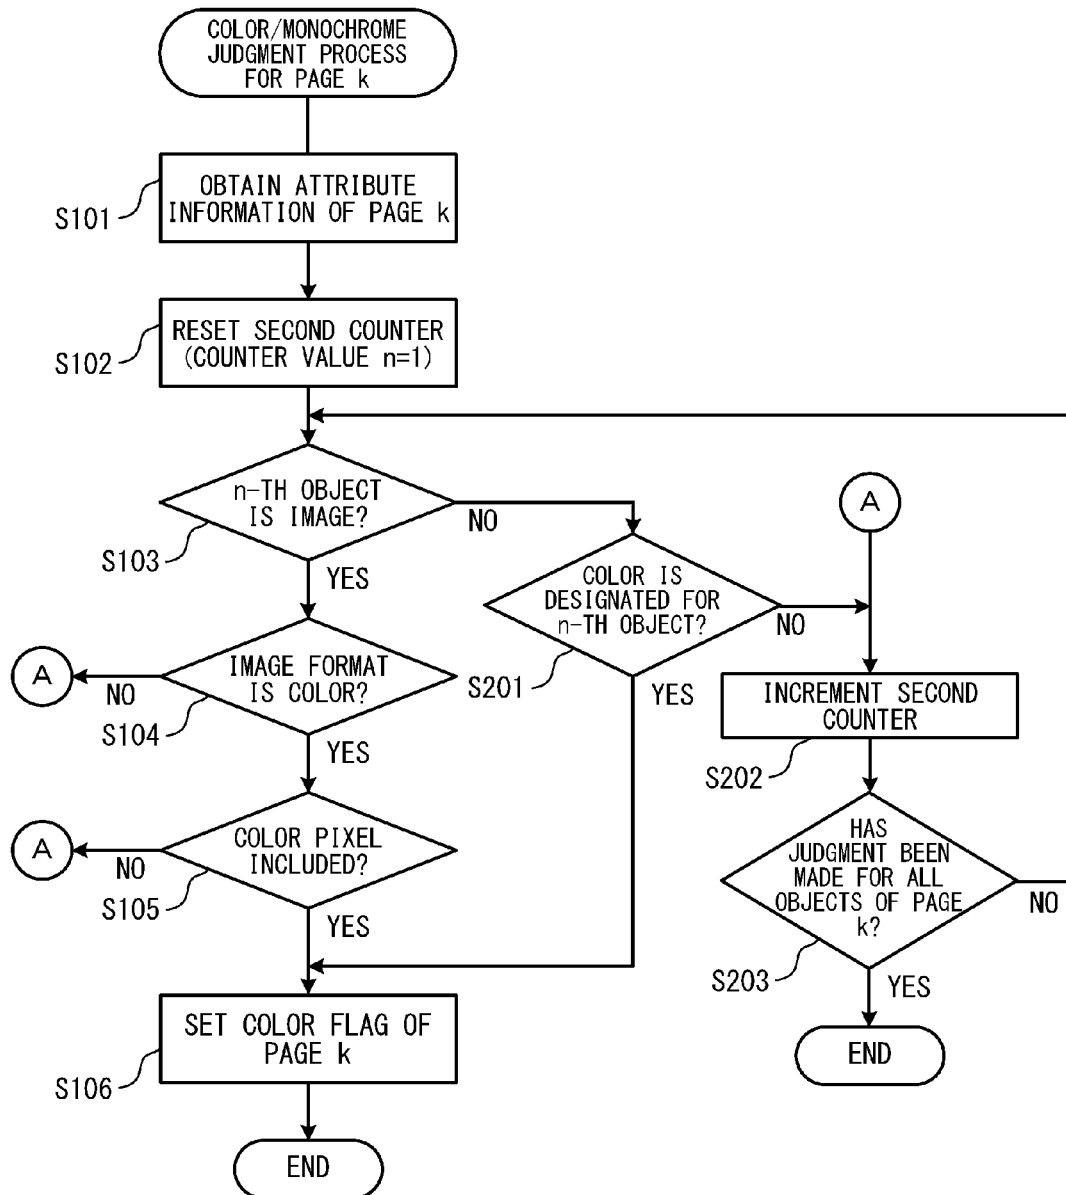 COLOR/MONOCHROME
JUDGMENT PROCESS
FOR PAGE k
OBTAIN ATTRIBUTE
INFORMATION OF PAGE k
S101
RESET SECOND COUNTER
(COUNTER VALUE n=1)
S102
n-TH OBJECT
IS IMAGE?
NO
S103
YES
A
COLOR IS
DESIGNATED FOR
n-TH OBJECT?
NO
S201
YES
IMAGE FORMAT
IS COLOR?
A
NO
S104
YES
INCREMENT SECOND
COUNTER
S202
COLOR PIXEL
INCLUDED?
A
NO
S105
YES
HAS
JUDGMENT BEEN
MADE FOR ALL
OBJECTS OF PAGE
k?
NO
S203
YES
END
SET COLOR FLAG OF
PAGE k
S106
END